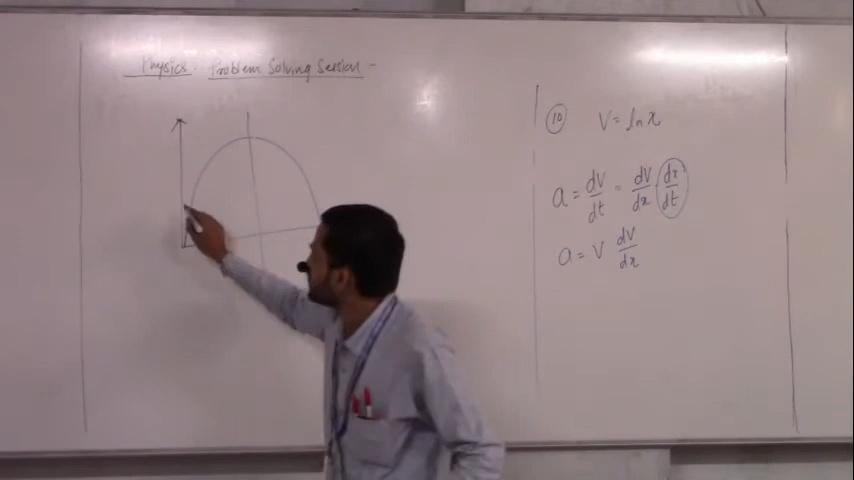 Physics - Problem Solving Session -
10 V = ln x
a = dV/dt = dV/dx dx/dt
a = V dV/dx